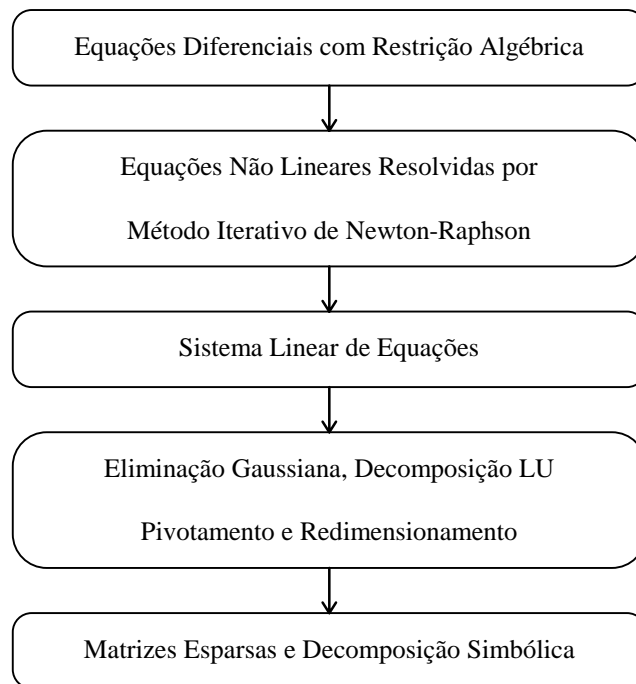 Equações Diferenciais com Restrição Algébrica
Equações Não Lineares Resolvidas por
Método Iterativo de Newton-Raphson
Sistema Linear de Equações
Eliminação Gaussiana, Decomposição LU
Pivotamento e Redimensionamento
Matrizes Esparsas e Decomposição Simbólica